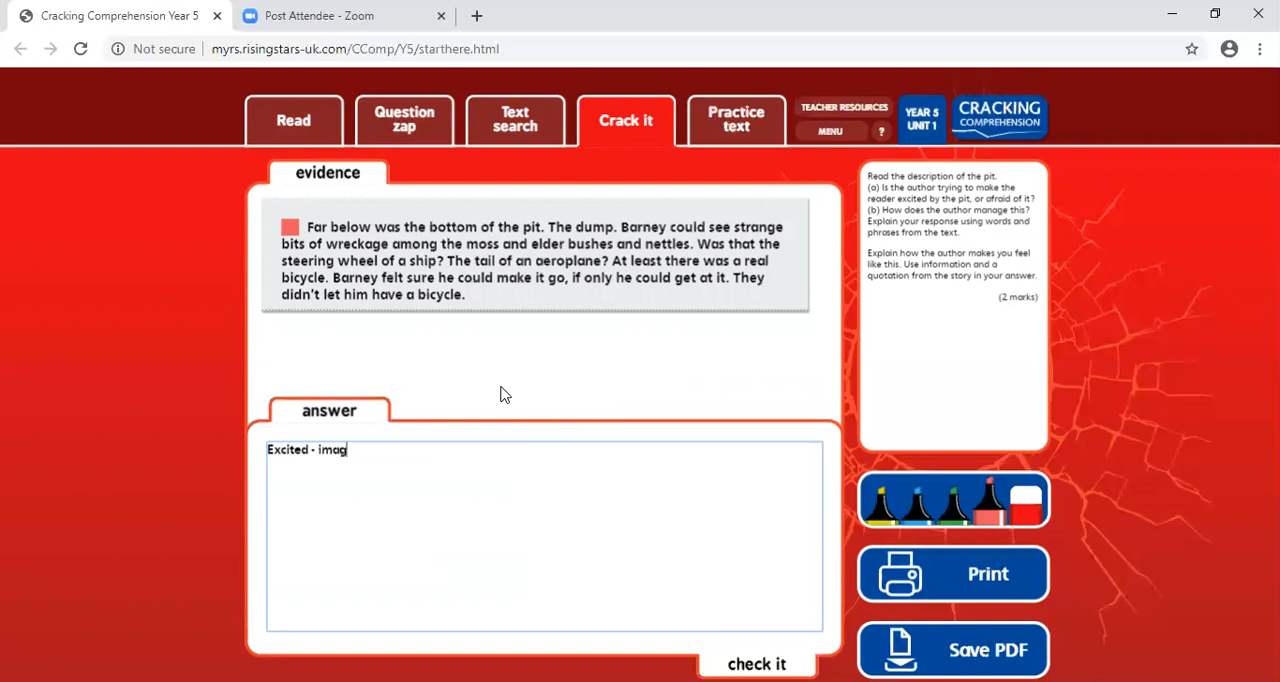 Cracking Comprehension Year 5
Post Attendee - Zoom
Not secure
myrs.risingstars-uk.com/CComp/Y5/starthere.html
Read
Question
zap
Text
search
Crack it
Practice
text
TEACHER RESOURCES
MENU
?
YEAR 5
UNIT 1
CRACKING
COMPREHENSION
evidence
Far below was the bottom of the pit. The dump. Barney could see strange
bits of wreckage among the moss and elder bushes and nettles. Was that the
steering wheel of a ship? The tail of an aeroplane? At least there was a real
bicycle. Barney felt sure he could make it go, if only he could get at it. They
didn't let him have a bicycle.
Read the description of the pit.
(a) Is the author trying to make the
reader excited by the pit, or afraid of it?
(b) How does the author manage this?
Explain your response using words and
phrases from the text.
Explain how the author makes you feel
like this. Use information and a
quotation from the story in your answer.
(2 marks)
answer
Excited - imag
Print
Save PDF
check it